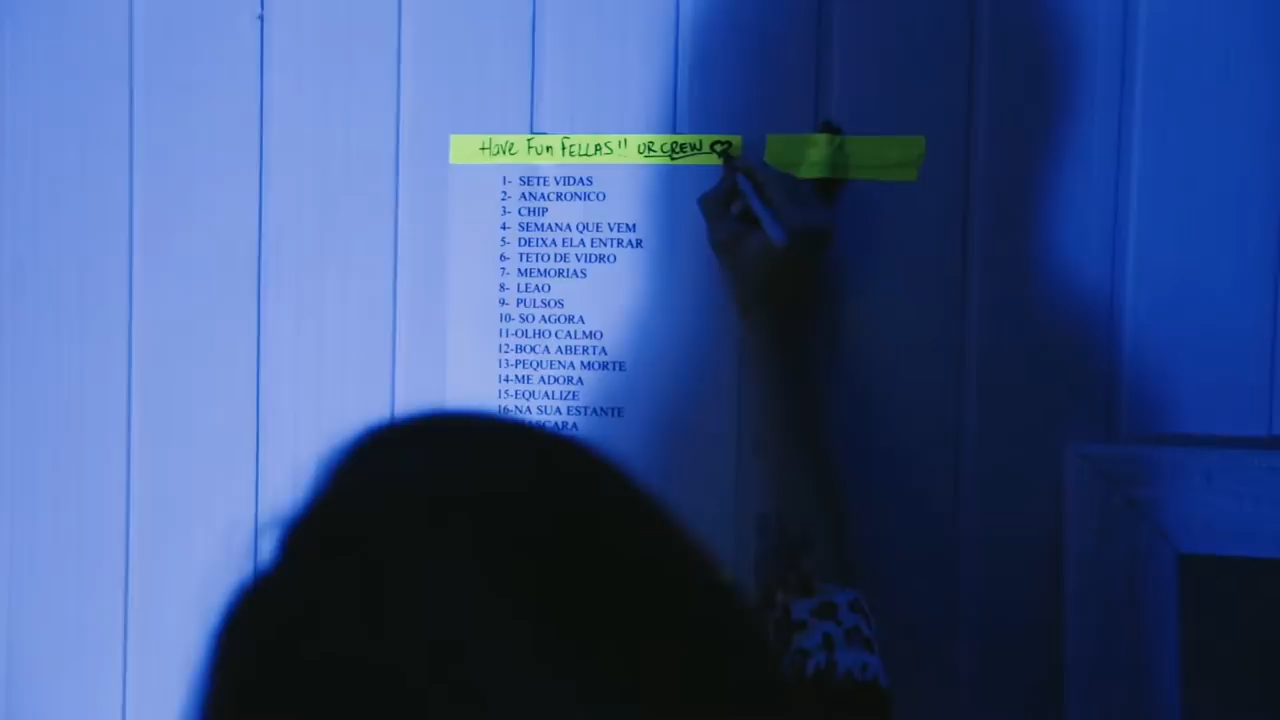 Have Fun FELLAS!! UR CREW ♡
1- SETE VIDAS
2- ANACRONICO
3- CHIP
4- SEMANA QUE VEM
5- DEIXA ELA ENTRAR
6- TETO DE VIDRO
7- MEMORIAS
8- LEAO
9- PULSOS
10- SO AGORA
11-OLHO CALMO
12-BOCA ABERTA
13-PEQUENA MORTE
14-ME ADORA
15-EQUALIZE
16-NA SUA ESTANTE